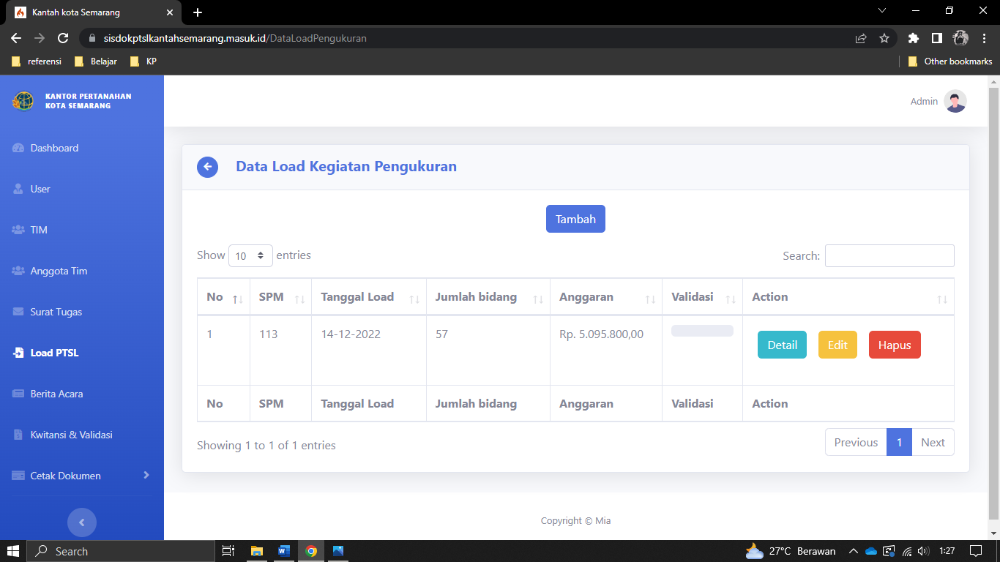 Kantah kota Semarang
sisdokptslkantahsemarang.masuk.id/DataLoadPengukuran
referensi Belajar KP Other bookmarks
KANTOR PERTANAHAN
KOTA SEMARANG
Admin
Dashboard
User
TIM
Anggota Tim
Surat Tugas
Load PTSL
Berita Acara
Kwitansi & Validasi
Cetak Dokumen
Data Load Kegiatan Pengukuran
Tambah
Show 10 entries Search:
No SPM Tanggal Load Jumlah bidang Anggaran Validasi Action
1 113 14-12-2022 57 Rp. 5.095.800,00 Detail Edit Hapus
No SPM Tanggal Load Jumlah bidang Anggaran Validasi Action
Showing 1 to 1 of 1 entries Previous 1 Next
Copyright © Mia
Search 27°C Berawan 1:27